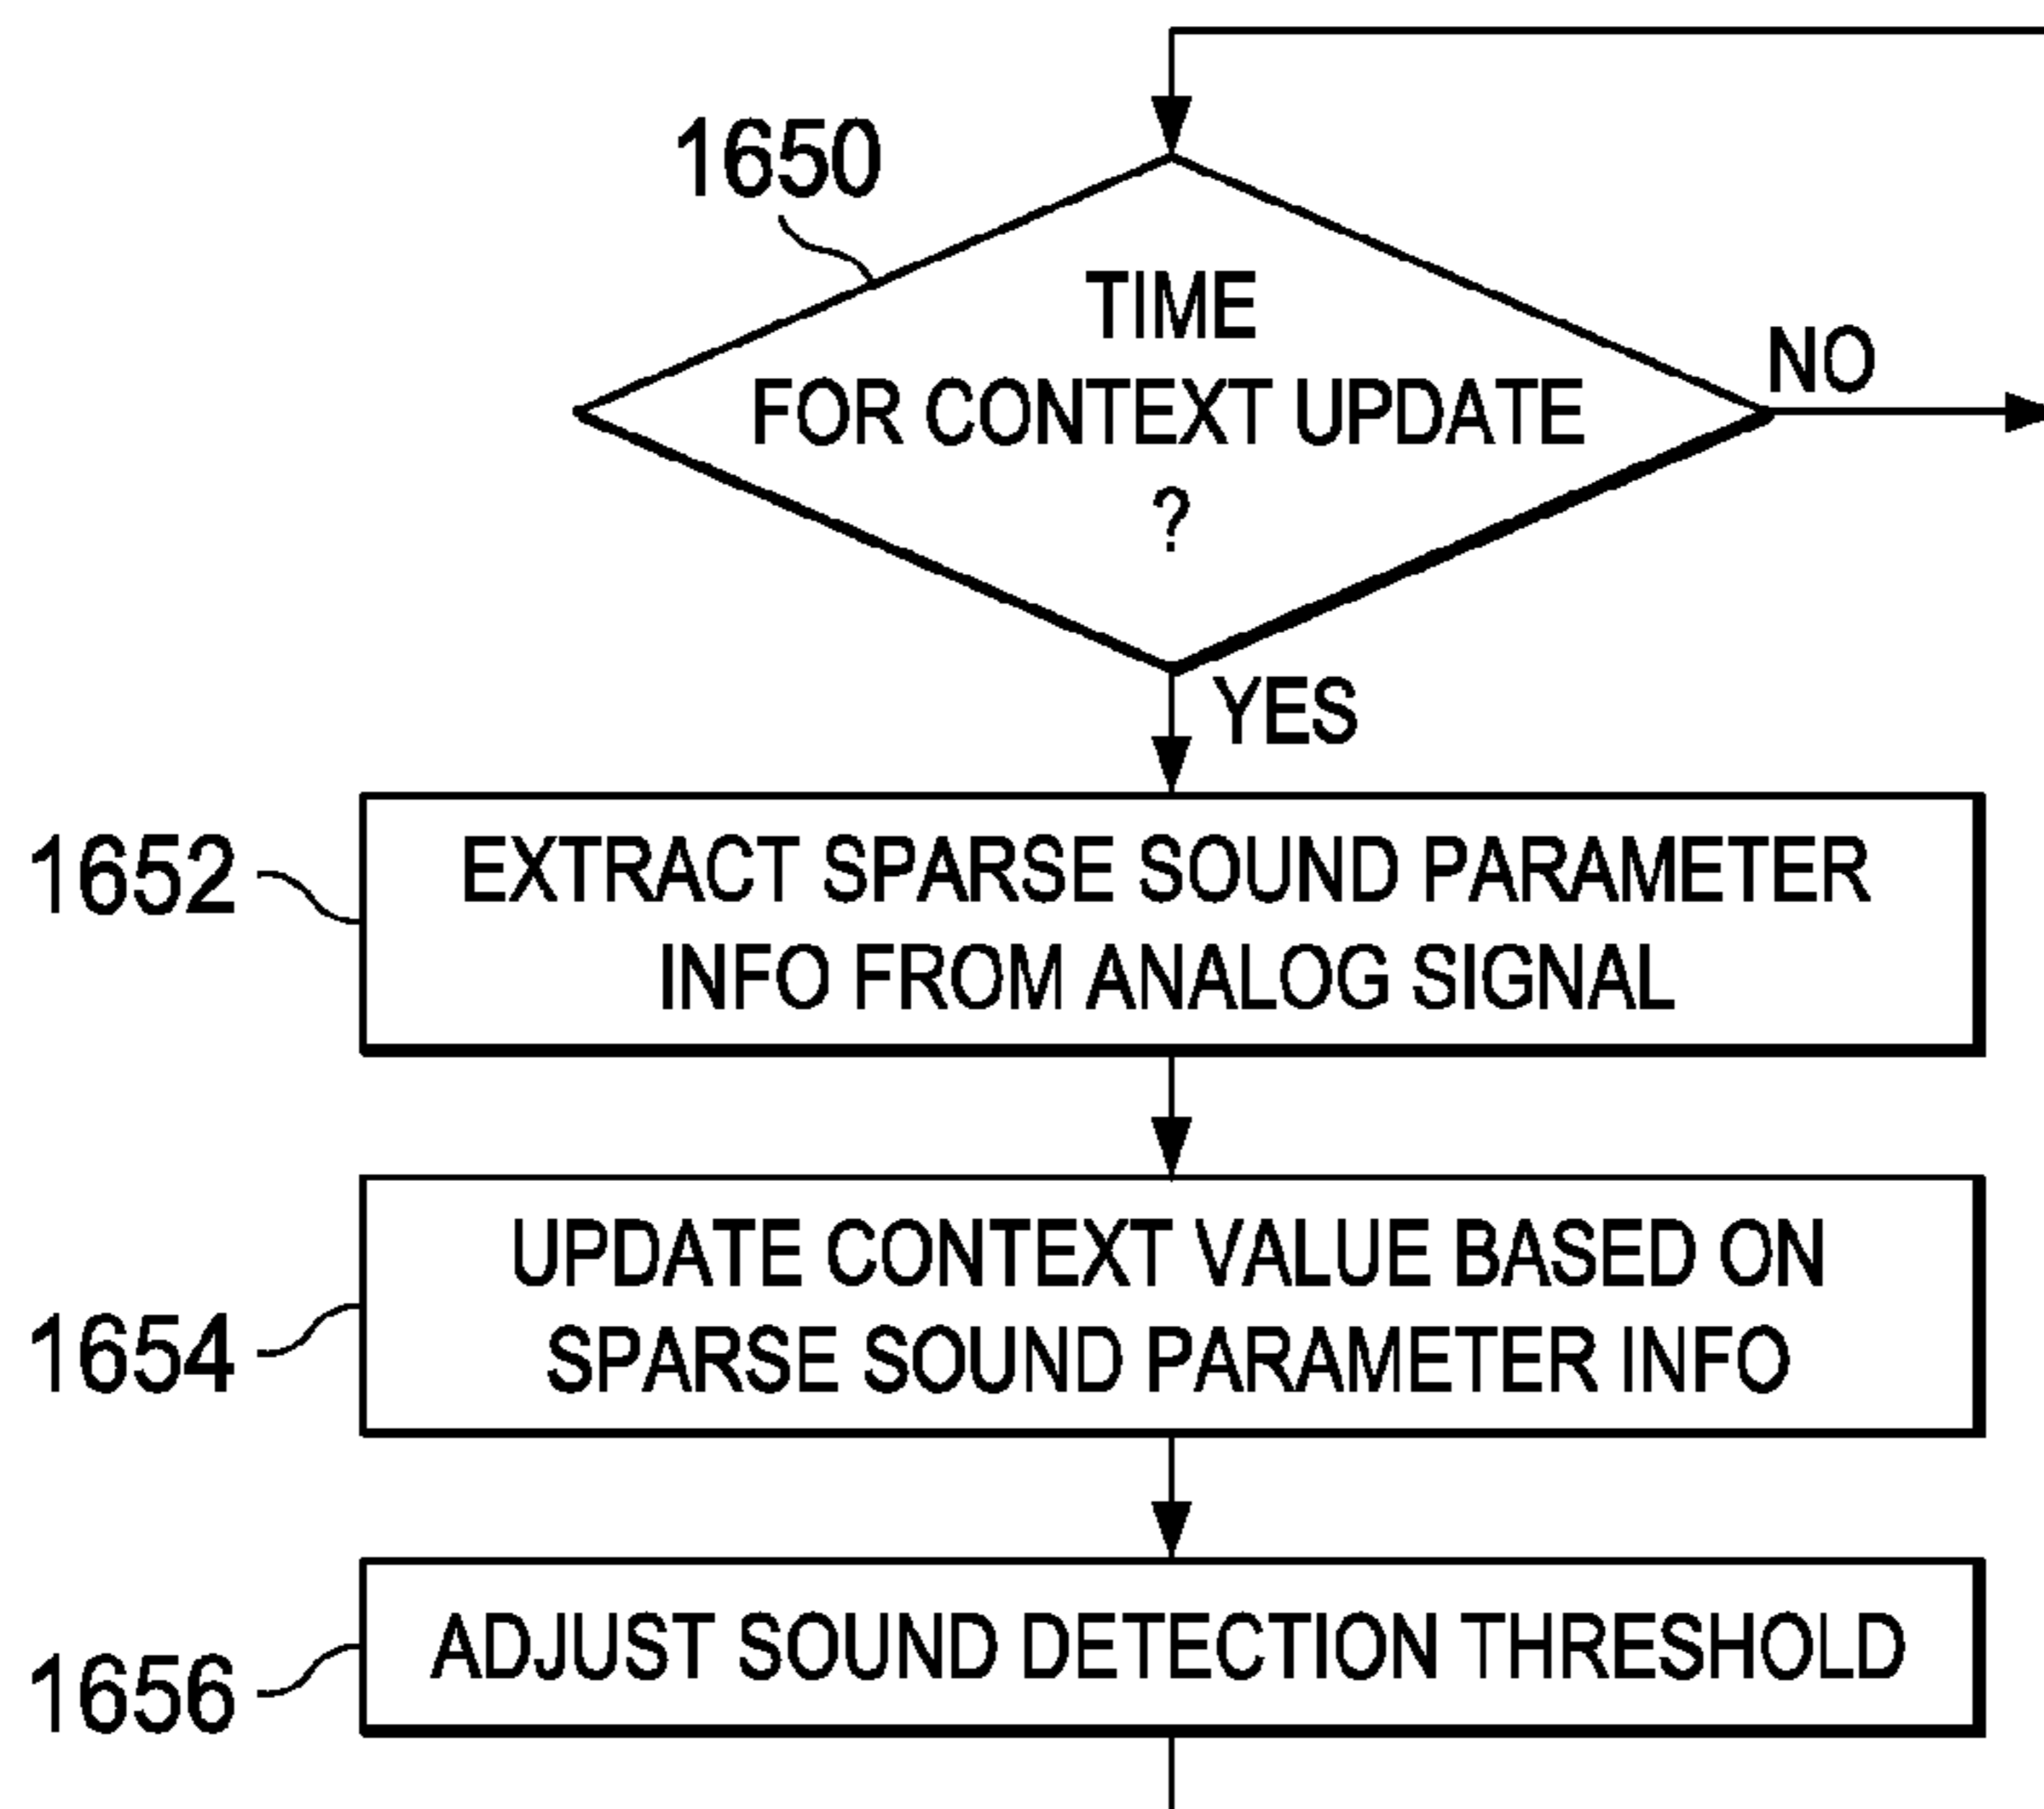 1650
TIME
FOR CONTEXT UPDATE
?
NO
YES
1652
EXTRACT SPARSE SOUND PARAMETER
INFO FROM ANALOG SIGNAL
1654
UPDATE CONTEXT VALUE BASED ON
SPARSE SOUND PARAMETER INFO
1656
ADJUST SOUND DETECTION THRESHOLD